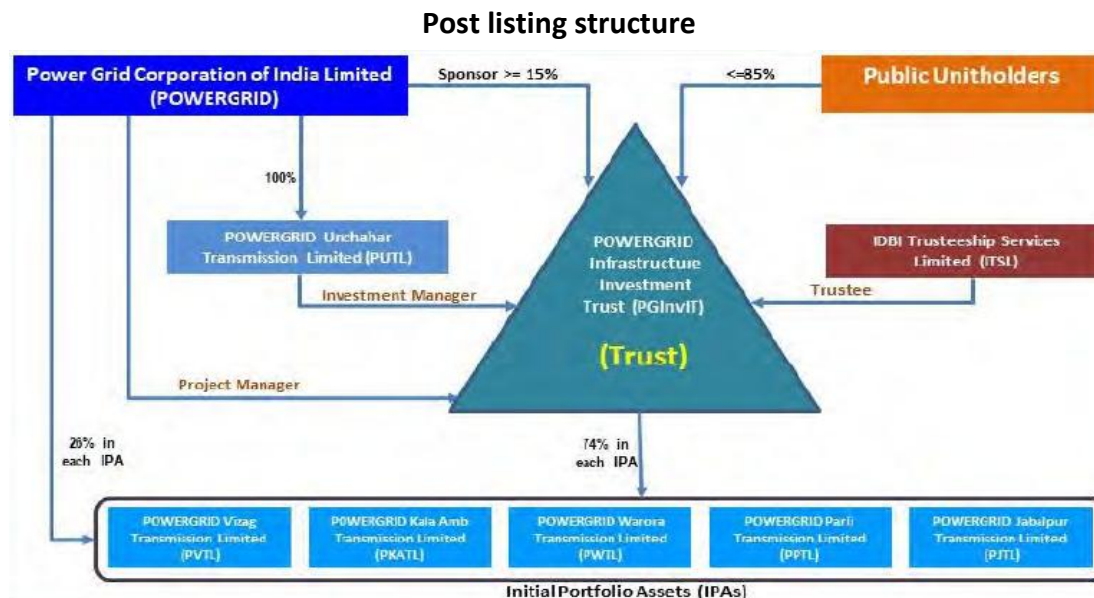 Post listing structure
Power Grid Corporation of India Limited
(POWERGRID)
Sponsor >= 15%
<=85%
Public Unitholders
100%
POWERGRID Unchahar
Transmission Limited (PUTL)
POWERGRID
Infrastructure
Investment
Trust (PGInvIT)
(Trust)
IDBI Trusteeship Services
Limited (ITSL)
Investment Manager
Trustee
Project Manager
26% in
each IPA
74% in
each IPA
POWERGRID Vizag
Transmission Limited
(PVTL)
POWERGRID Kala Amb
Transmission Limited
(PKATL)
POWERGRID Warora
Transmission Limited
(PWTL)
POWERGRID Parli
Transmission Limited
(PPTL)
POWERGRID Jabalpur
Transmission Limited
(PJTL)
Initial Portfolio Assets (IPAs)